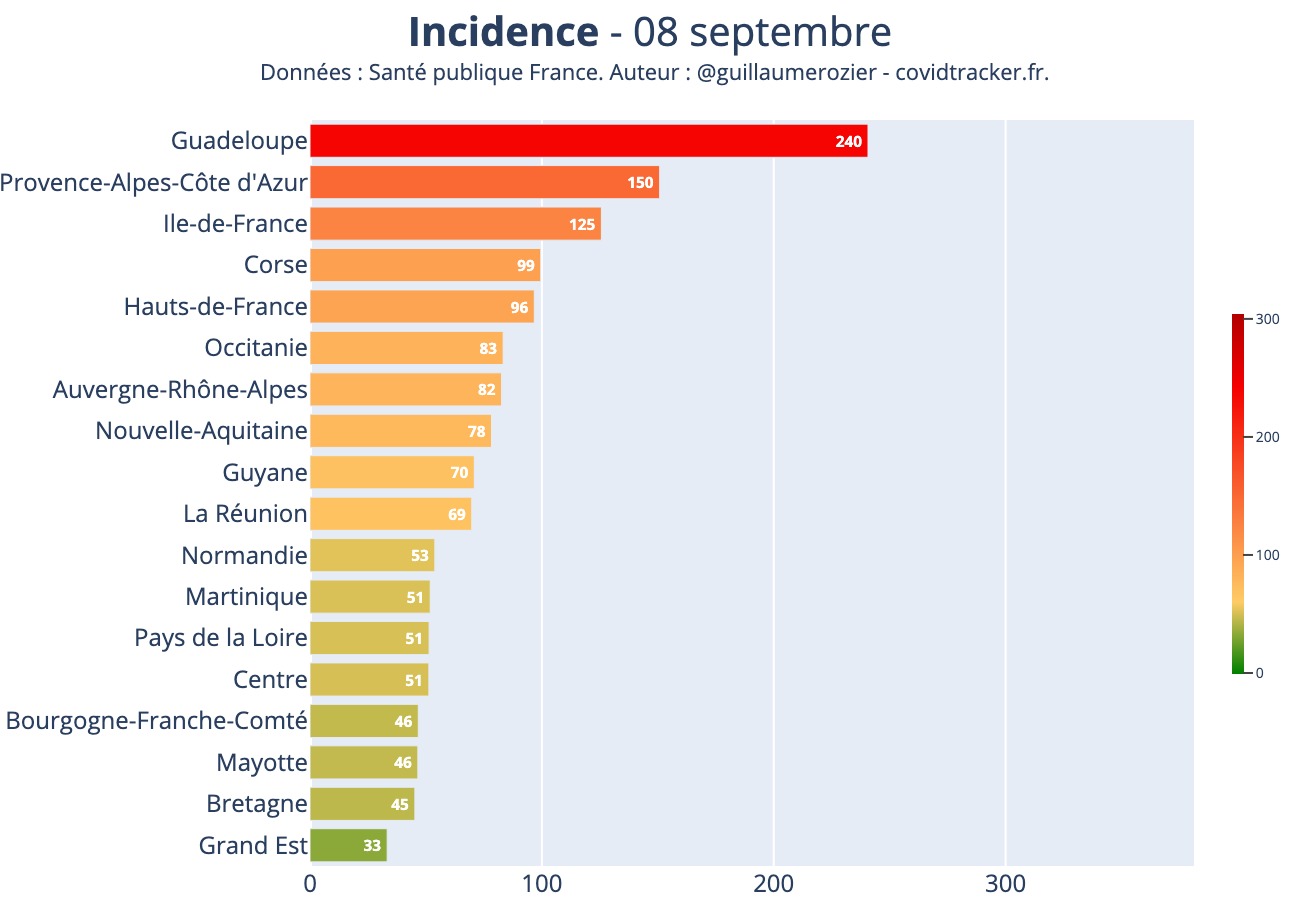 Incidence - 08 septembre
Données : Santé publique France. Auteur : @guillaumerozier - covidtracker.fr.
Guadeloupe 240
Provence-Alpes-Côte d'Azur 150
Ile-de-France 125
Corse 99
Hauts-de-France 96
Occitanie 83
Auvergne-Rhône-Alpes 82
Nouvelle-Aquitaine 78
Guyane 70
La Réunion 69
Normandie 53
Martinique 51
Pays de la Loire 51
Centre 51
Bourgogne-Franche-Comté 46
Mayotte 46
Bretagne 45
Grand Est 33
0 100 200 300
300
200
100
0